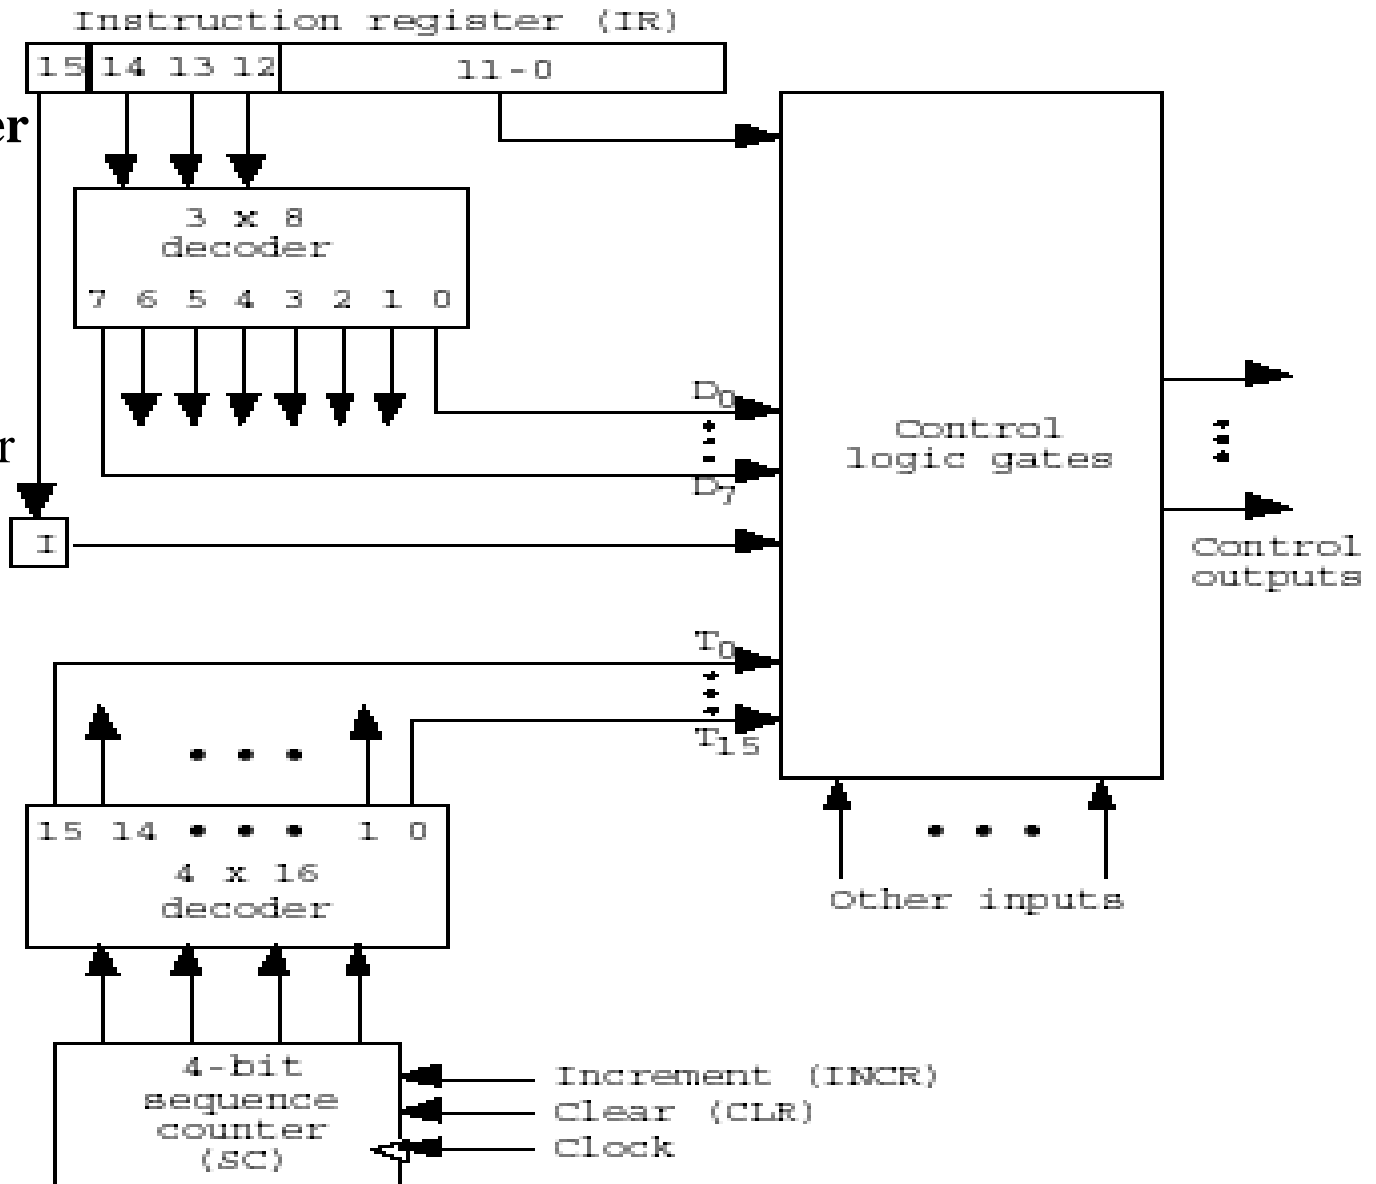 Instruction register (IR)
15 14 13 12 11-0
er
3 x 8
decoder
7 6 5 4 3 2 1 0
D0
D7
r
I
Control
logic gates
Control
outputs
T0
T15
15 14 1 0
4 x 16
decoder
Other inputs
4-bit
sequence
counter
(SC)
Increment (INCR)
Clear (CLR)
Clock